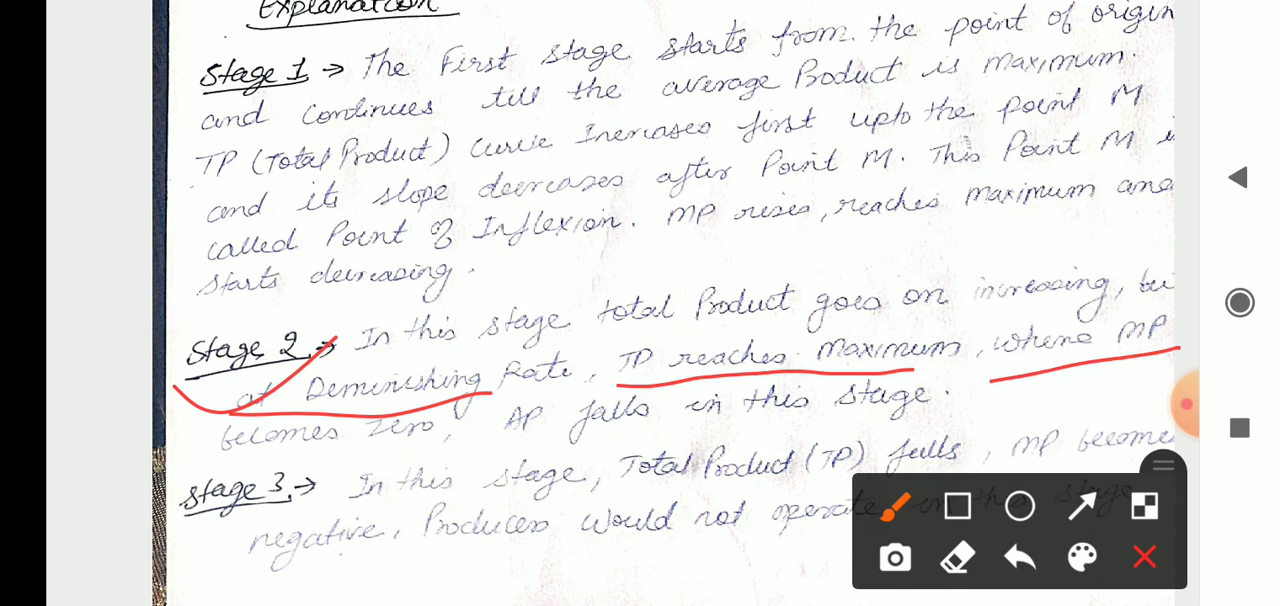 Explanation
Stage 1 → The First stage starts from the point of origin
and continues till the average Product is maximum.
TP (Total Product) curve Increases first upto the point M
and its slope decreases after Point M. This Point M
called Point of Inflexion. MP rises, reaches maximum and
starts decreasing.
Stage 2. → In this stage total Product goes on increasing, but
at Deminishing Rate, TP reaches maximum, where MP
becomes zero, AP falls in this stage.
Stage 3. → In this stage, Total Product (TP) falls, MP become
negative. Producers would not operate in this stage